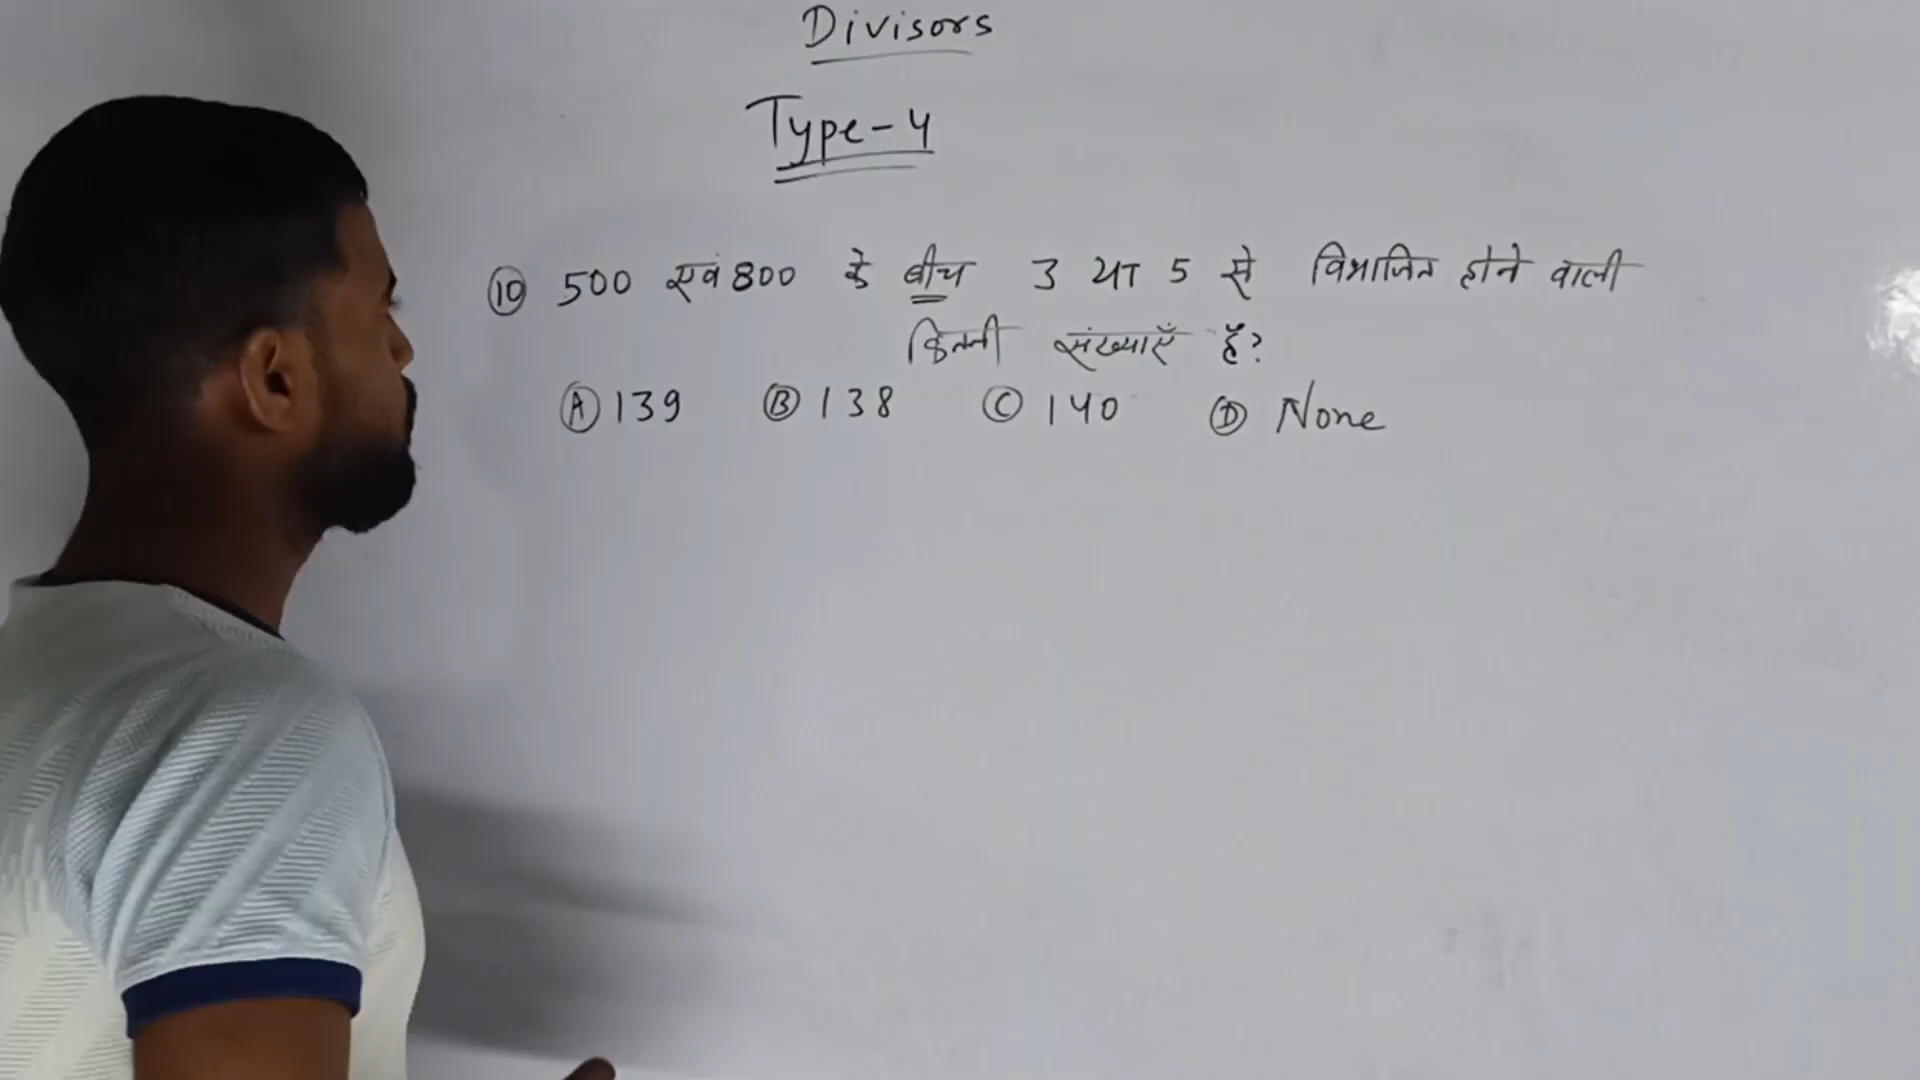 Divisors
Type-4
⑩ 500 एवं 800 के बीच 3 या 5 से विभाजित होने वाली
कितनी संख्याएँ हैं?
Ⓐ 139 Ⓑ 138 Ⓒ 140 Ⓓ None